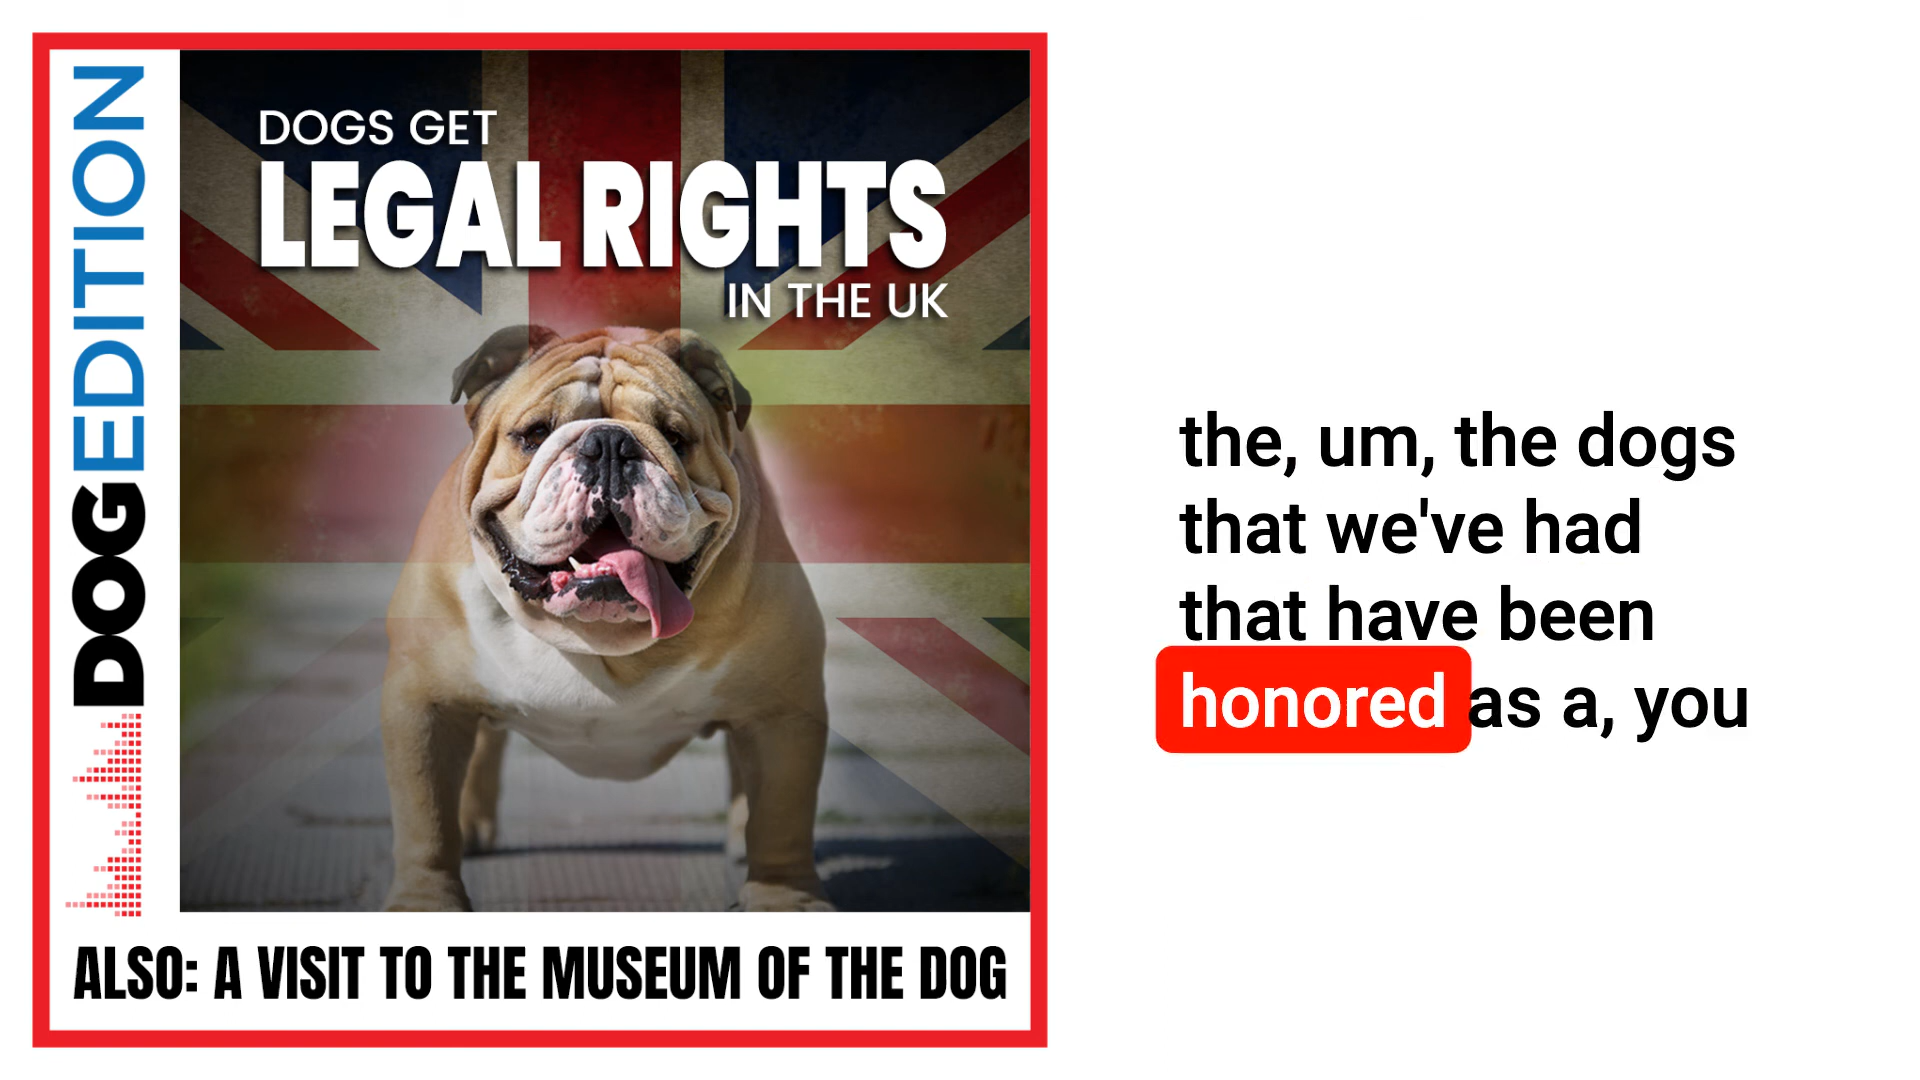 DOGEDITION
DOGS GET
LEGAL RIGHTS
IN THE UK
ALSO: A VISIT TO THE MUSEUM OF THE DOG
the, um, the dogs
that we've had
that have been
honored as a, you